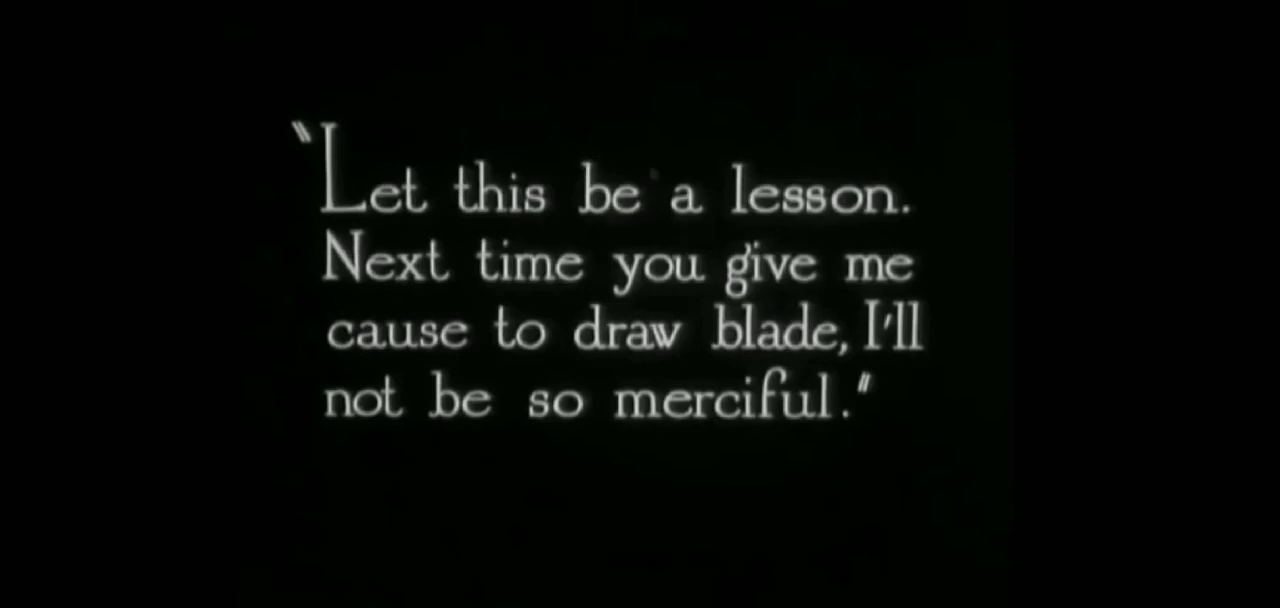 "Let this be a lesson.
Next time you give me
cause to draw blade, I'll
not be so merciful."